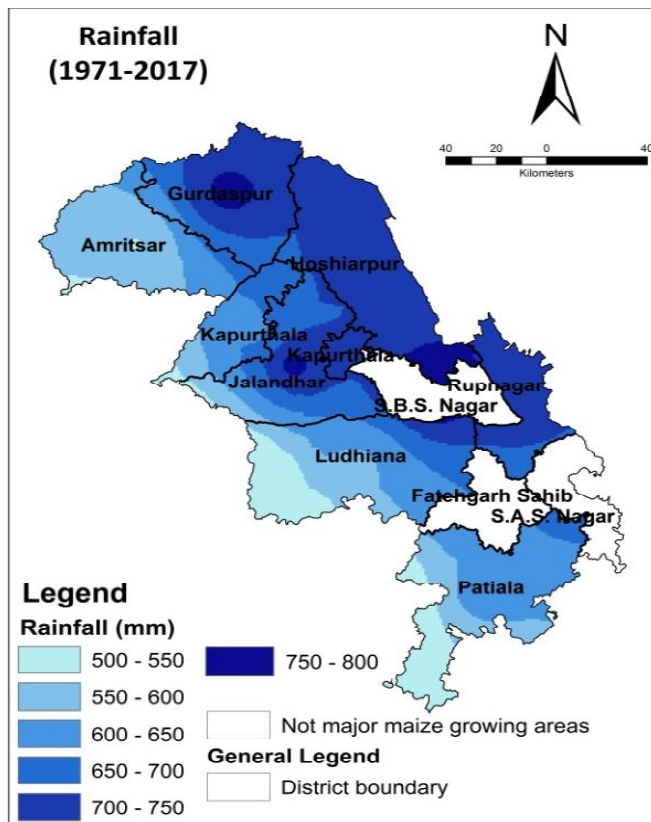 Rainfall
(1971-2017)
N
40 20 0 40
Kilometers
Gurdaspur
Amritsar
Hoshiarpur
Kapurthala
Kapurthala
Jalandhar
Rupnagar
S.B.S. Nagar
Ludhiana
Fatehgarh Sahib
S.A.S. Nagar
Patiala
Legend
Rainfall (mm)
500 - 550
550 - 600
600 - 650
650 - 700
700 - 750
750 - 800
Not major maize growing areas
General Legend
District boundary